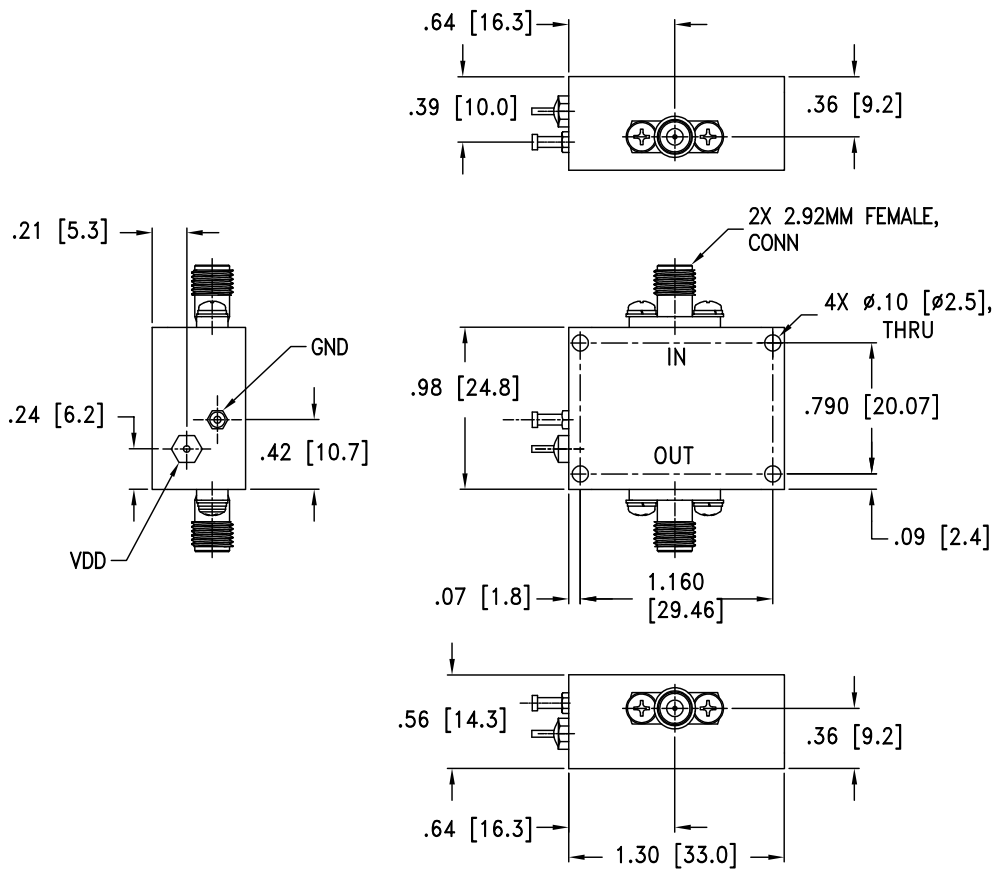 .64 [16.3]
.39 [10.0]
.36 [9.2]
.21 [5.3]
2X 2.92MM FEMALE,
CONN
4X ø.10 [ø2.5],
THRU
GND
IN
.98 [24.8]
.790 [20.07]
.24 [6.2]
.42 [10.7]
OUT
VDD
.09 [2.4]
.07 [1.8]
1.160
[29.46]
.56 [14.3]
.36 [9.2]
.64 [16.3]
1.30 [33.0]